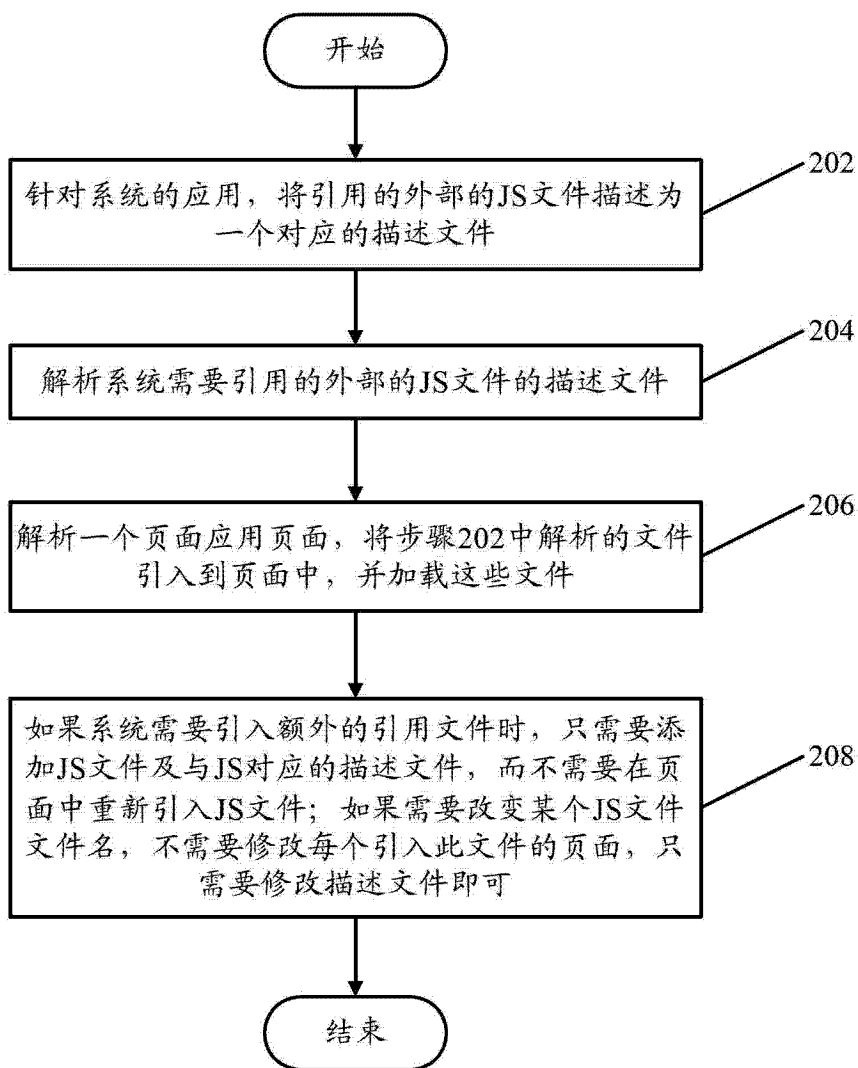 开始
202
针对系统的应用，将引用的外部的JS文件描述为
一个对应的描述文件
204
解析系统需要引用的外部的JS文件的描述文件
206
解析一个页面应用页面，将步骤202中解析的文件
引入到页面中，并加载这些文件
如果系统需要引入额外的引用文件时，只需要添
加JS文件及与JS对应的描述文件，而不需要在页
208
面中重新引入JS文件；如果需要改变某个JS文件
文件名，不需要修改每个引入此文件的页面，只
需要修改描述文件即可
结束